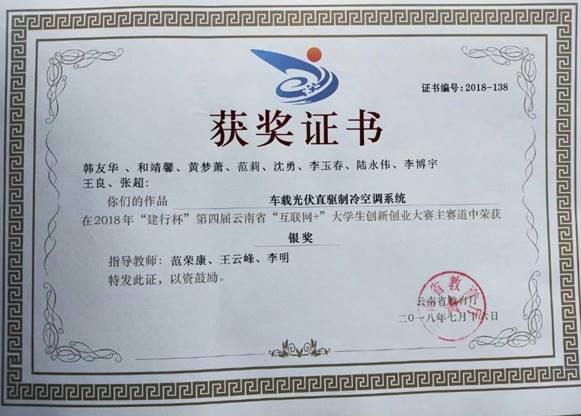 证书编号:2018-138
获奖证书
韩友华、和靖馨、黄梦萧、范莉、沈勇、李玉春、陆永伟、李博宇
王良、张超:
你们的作品 车载光伏直驱制冷空调系统
在2018年“建行杯”第四届云南省“互联网+”大学生创新创业大赛主赛道中荣获
银奖
指导教师: 范荣康、王云峰、李明
特发此证, 以资鼓励。
云南省教育厅
二〇一八年七月十六日